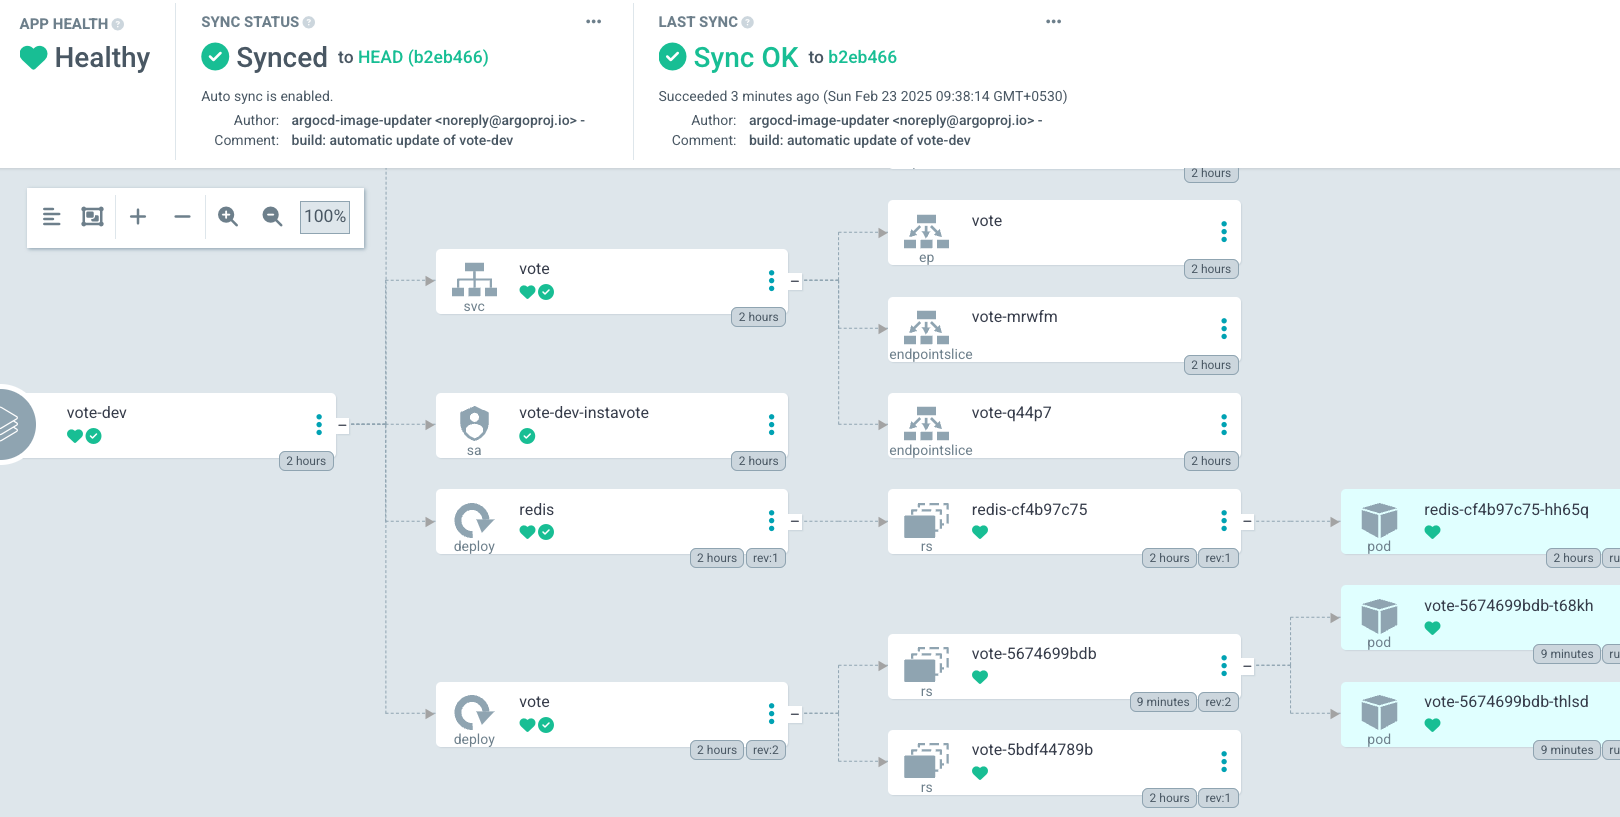 APP HEALTH
Healthy
SYNC STATUS
Synced to HEAD (b2eb466)
Auto sync is enabled.
Author: argocd-image-updater <noreply@argoproj.io> -
Comment: build: automatic update of vote-dev
LAST SYNC
Sync OK to b2eb466
Succeeded 3 minutes ago (Sun Feb 23 2025 09:38:14 GMT+0530)
Author: argocd-image-updater <noreply@argoproj.io> -
Comment: build: automatic update of vote-dev
100%
vote-dev
2 hours
vote
svc
2 hours
vote-dev-instavote
sa
2 hours
redis
deploy
2 hours rev:1
vote
deploy
2 hours rev:2
2 hours
vote
ep
2 hours
vote-mrwfm
endpointslice
2 hours
vote-q44p7
endpointslice
2 hours
redis-cf4b97c75
rs
2 hours rev:1
vote-5674699bdb
rs
9 minutes rev:2
vote-5bdf44789b
rs
2 hours rev:1
redis-cf4b97c75-hh65q
pod
2 hours ru
vote-5674699bdb-t68kh
pod
9 minutes ru
vote-5674699bdb-thlsd
pod
9 minutes ru